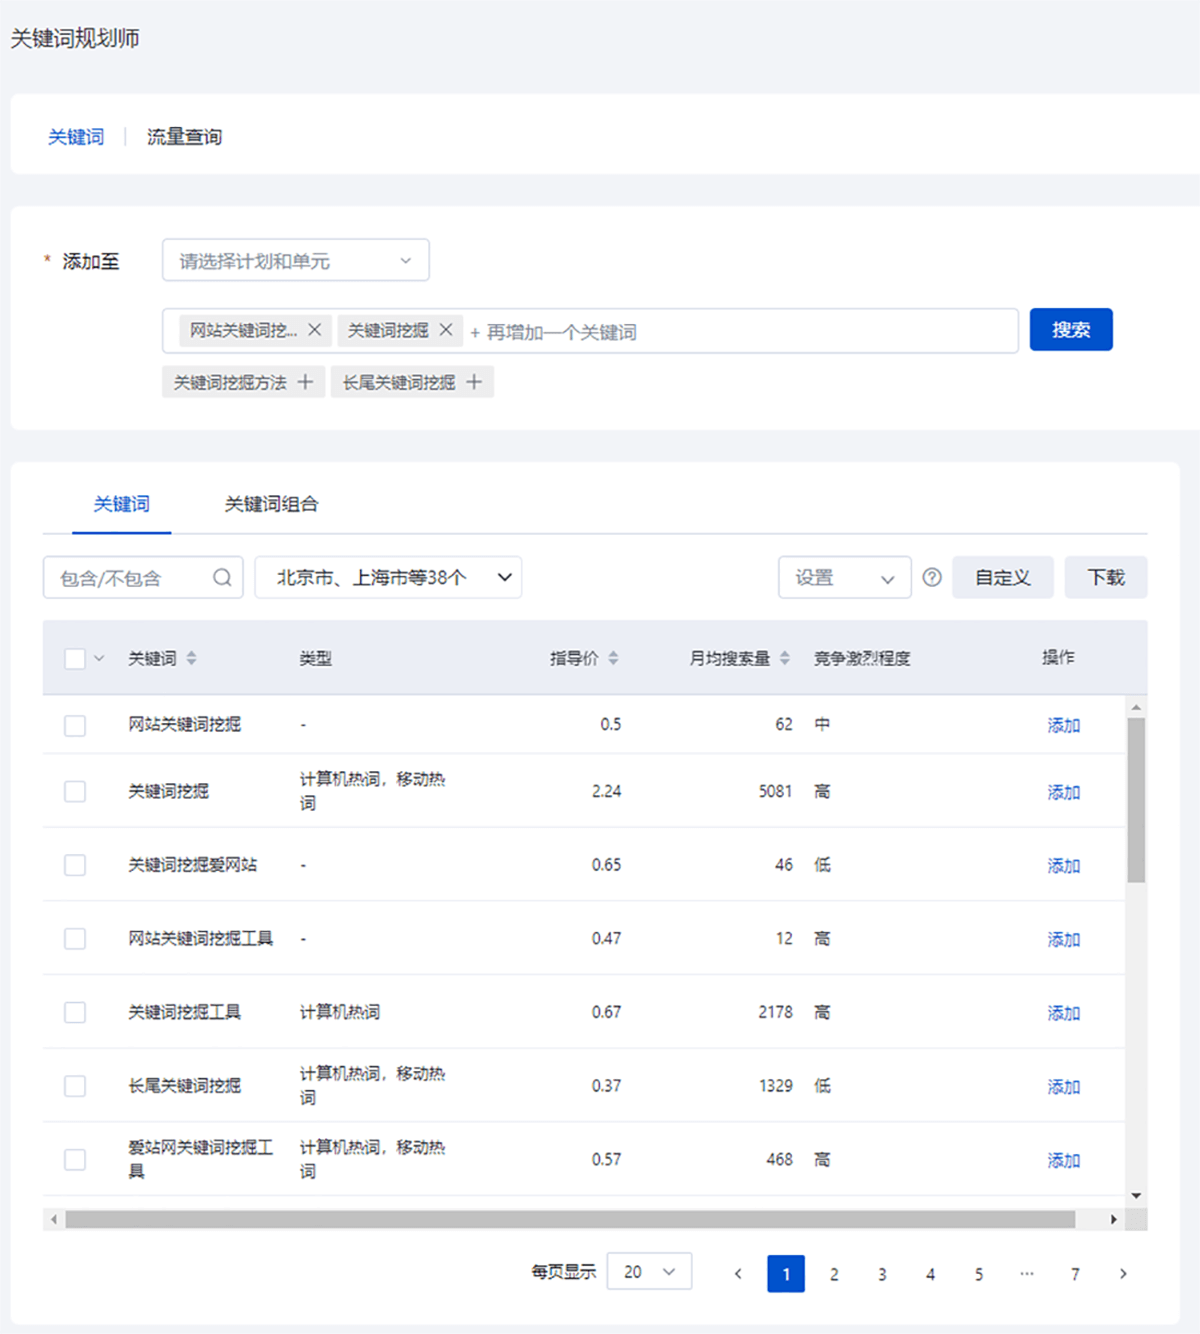 关键词规划师
关键词 流量查询
* 添加至 请选择计划和单元
网站关键词挖... × 关键词挖掘 × + 再增加一个关键词 搜索
关键词挖掘方法 + 长尾关键词挖掘 +
关键词 关键词组合
包含/不包含 北京市、上海市等38个 设置 ? 自定义 下载
关键词 类型 指导价 月均搜索量 竞争激烈程度 操作
网站关键词挖掘 - 0.5 62 中 添加
关键词挖掘 计算机热词，移动热
词 2.24 5081 高 添加
关键词挖掘爱网站 - 0.65 46 低 添加
网站关键词挖掘工具 - 0.47 12 高 添加
关键词挖掘工具 计算机热词 0.67 2178 高 添加
长尾关键词挖掘 计算机热词，移动热
词 0.37 1329 低 添加
爱站网关键词挖掘工
具 计算机热词，移动热
词 0.57 468 高 添加
每页显示 20 < 1 2 3 4 5 ... 7 >